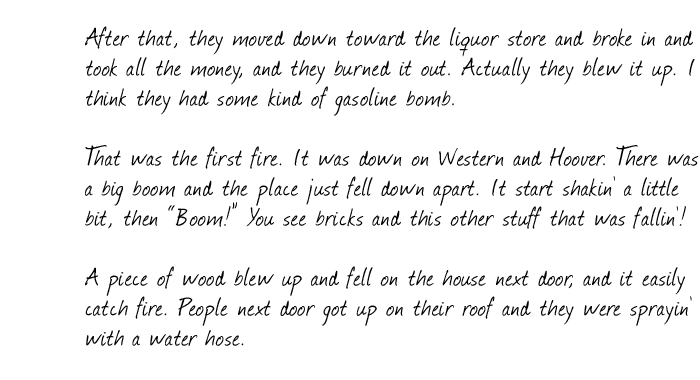 After that, they moved down toward the liquor store and broke in and
took all the money, and they burned it out. Actually they blew it up. I
think they had some kind of gasoline bomb.
That was the first fire. It was down on Western and Hoover. There was
a big boom and the place just fell down apart. It start shakin' a little
bit, then "Boom!" You see bricks and this other stuff that was fallin'!
A piece of wood blew up and fell on the house next door, and it easily
catch fire. People next door got up on their roof and they were sprayin'
with a water hose.